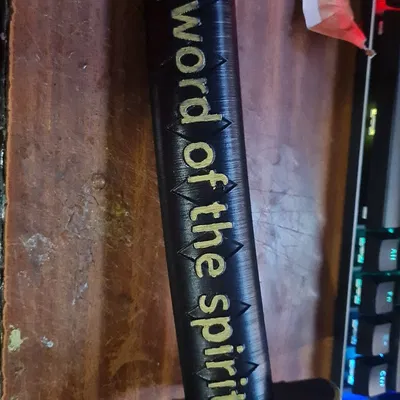 word of the spirit